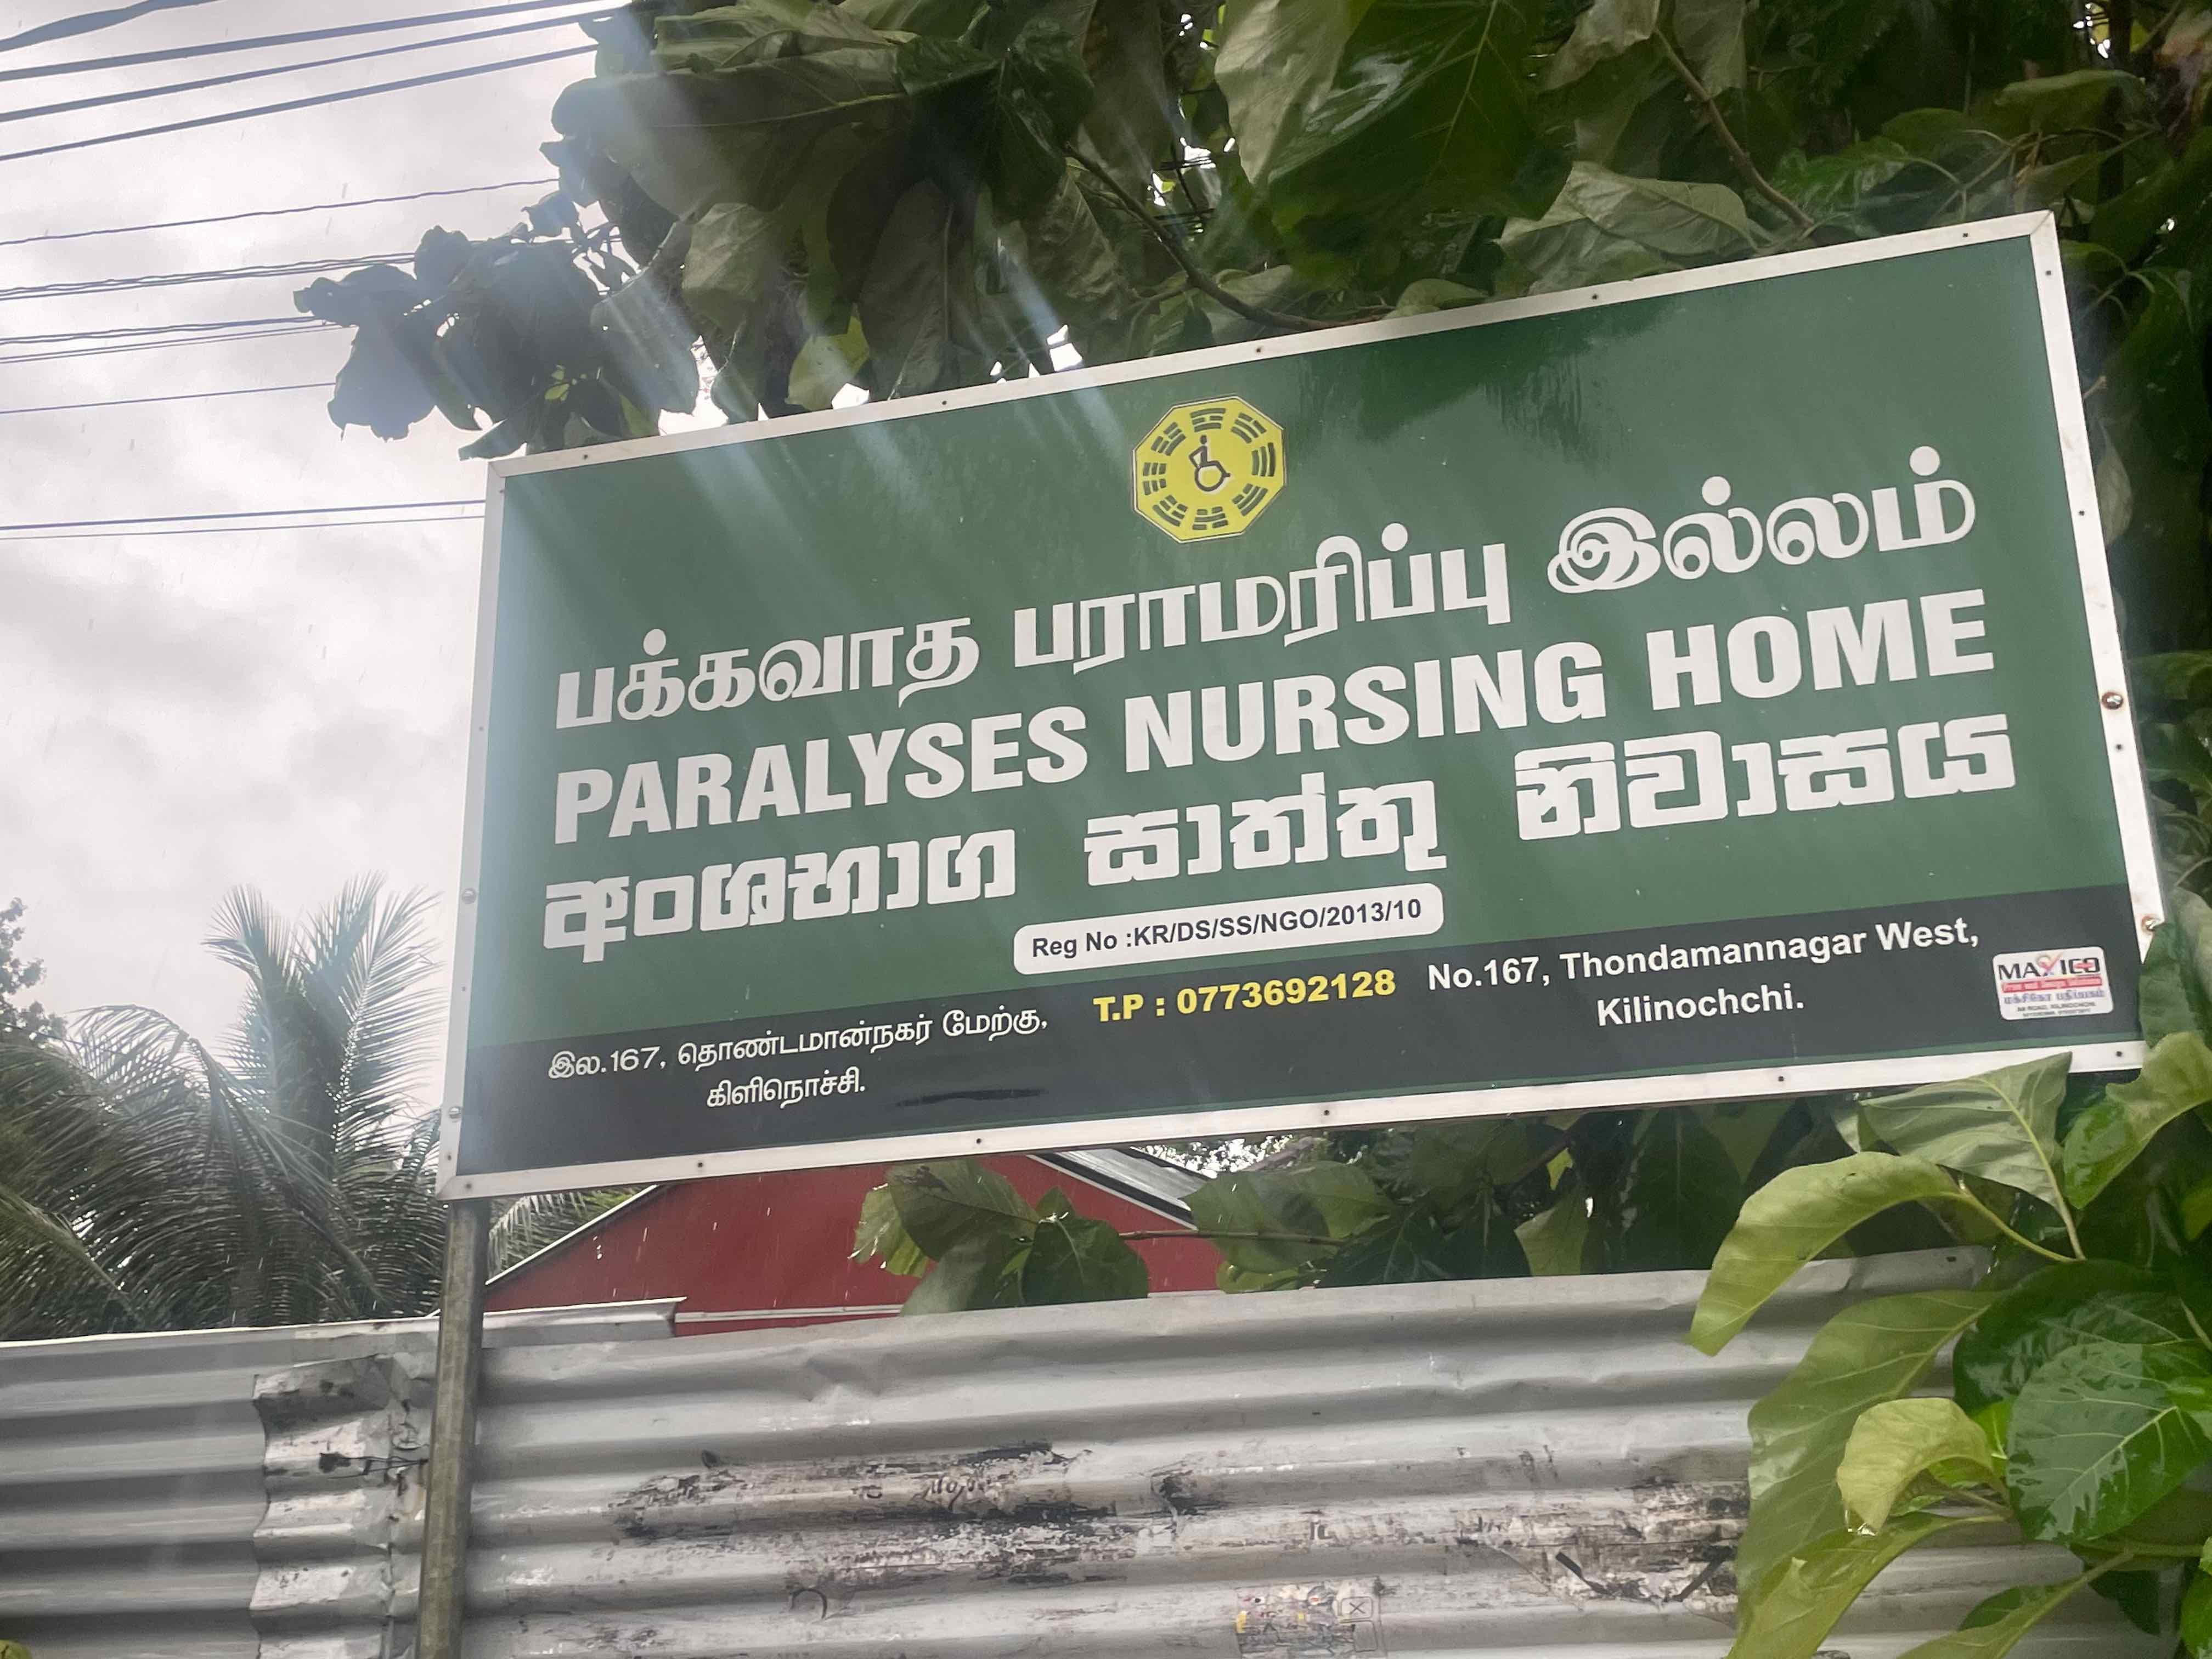 பக்கவாத பராமரிப்பு இல்லம்
PARALYSES NURSING HOME
අංශභාග සාත්තු නිවාසය
Reg No :KR/DS/SS/NGO/2013/10
இல.167, தொண்டமான்நகர் மேற்கு,
கிளிநொச்சி.
T.P : 0773692128
No.167, Thondamannagar West,
Kilinochchi.
MAXICO